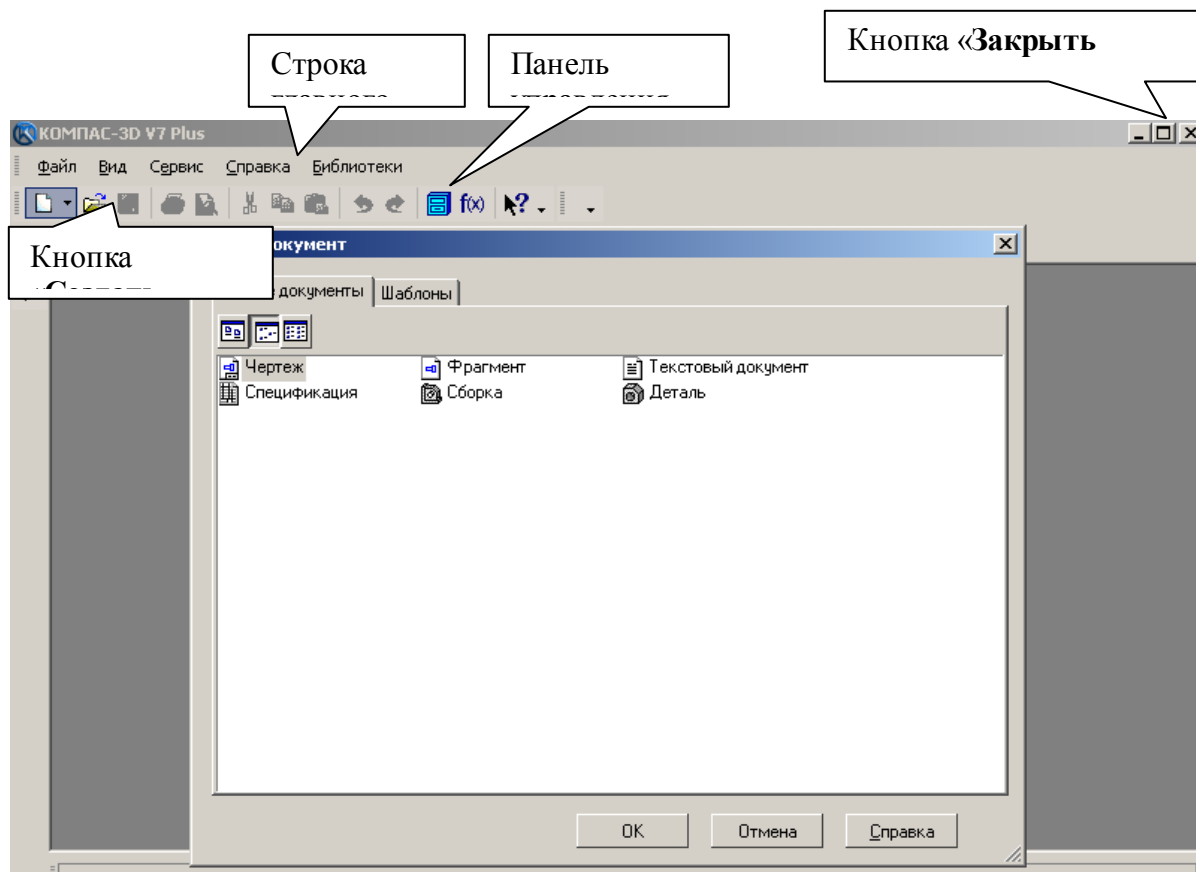 Кнопка «Закрыть
Строка
Панель
КОМПАС-3D V7 Plus
Файл Вид Сервис Справка Библиотеки
f(x) ?
Кнопка
окумент
документы Шаблоны
Чертеж Фрагмент Текстовый документ
Спецификация Сборка Деталь
OK Отмена Справка